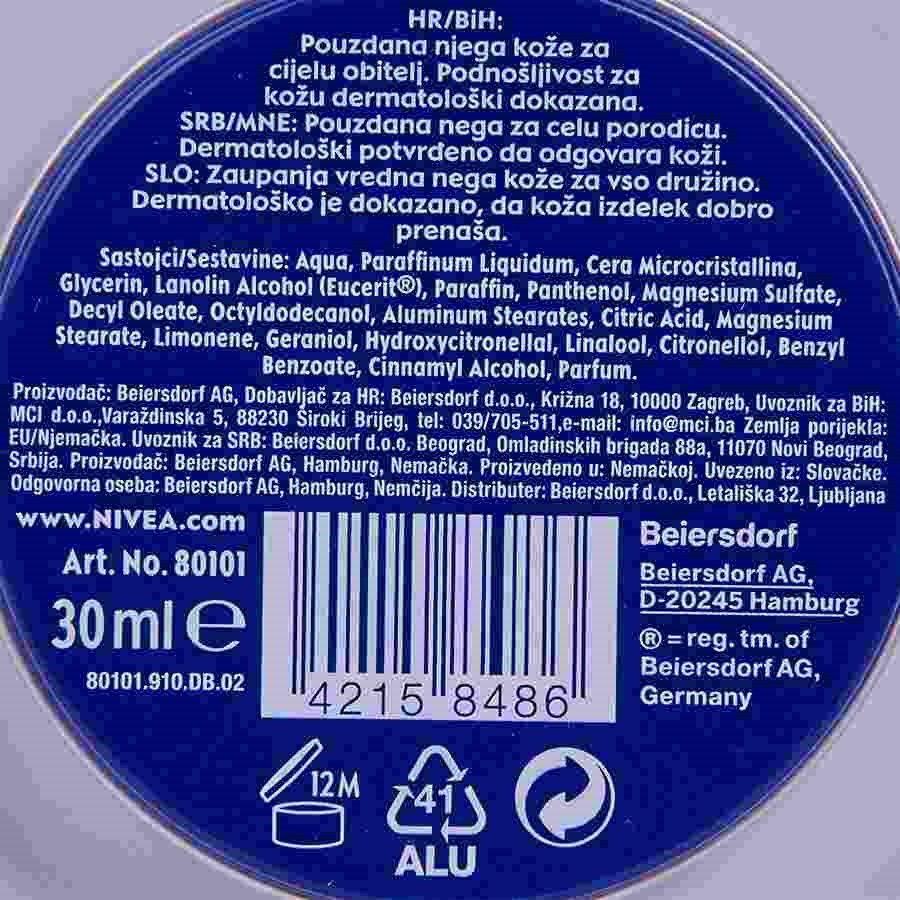 HR/BiH:
Pouzdana njega kože za
cijelu obitelj. Podnošljivost za
kožu dermatološki dokazana.
SRB/MNE: Pouzdana nega za celu porodicu.
Dermatološki potvrđeno da odgovara koži.
SLO: Zaupanja vredna nega kože za vso družino.
Dermatološko je dokazano, da koža izdelek dobro
prenaša.
Sastojci/Sestavine: Aqua, Paraffinum Liquidum, Cera Microcristallina,
Glycerin, Lanolin Alcohol (Eucerit®), Paraffin, Panthenol, Magnesium Sulfate,
Decyl Oleate, Octyldodecanol, Aluminum Stearates, Citric Acid, Magnesium
Stearate, Limonene, Geraniol, Hydroxycitronellal, Linalool, Citronellol, Benzyl
Benzoate, Cinnamyl Alcohol, Parfum.
Proizvođač: Beiersdorf AG, Dobavljač za HR: Beiersdorf d.o.o., Križna 18, 10000 Zagreb, Uvoznik za BiH:
MCI d.o.o.,Varaždinska 5, 88230 Široki Brijeg, tel: 039/705-511,e-mail: info@mci.ba Zemlja porijekla:
EU/Njemačka. Uvoznik za SRB: Beiersdorf d.o.o. Beograd, Omladinskih brigada 88a, 11070 Novi Beograd,
Srbija. Proizvođač: Beiersdorf AG, Hamburg, Nemačka. Proizvedeno u: Nemačkoj. Uvezeno iz: Slovačke.
Odgovorna oseba: Beiersdorf AG, Hamburg, Nemčija. Distributer: Beiersdorf d.o.o., Letališka 32, Ljubljana
www.NIVEA.com
Art. No. 80101
30 ml e
80101.910.DB.02
4215 8486
Beiersdorf
Beiersdorf AG,
D-20245 Hamburg
® = reg. tm. of
Beiersdorf AG,
Germany
12M
41
ALU